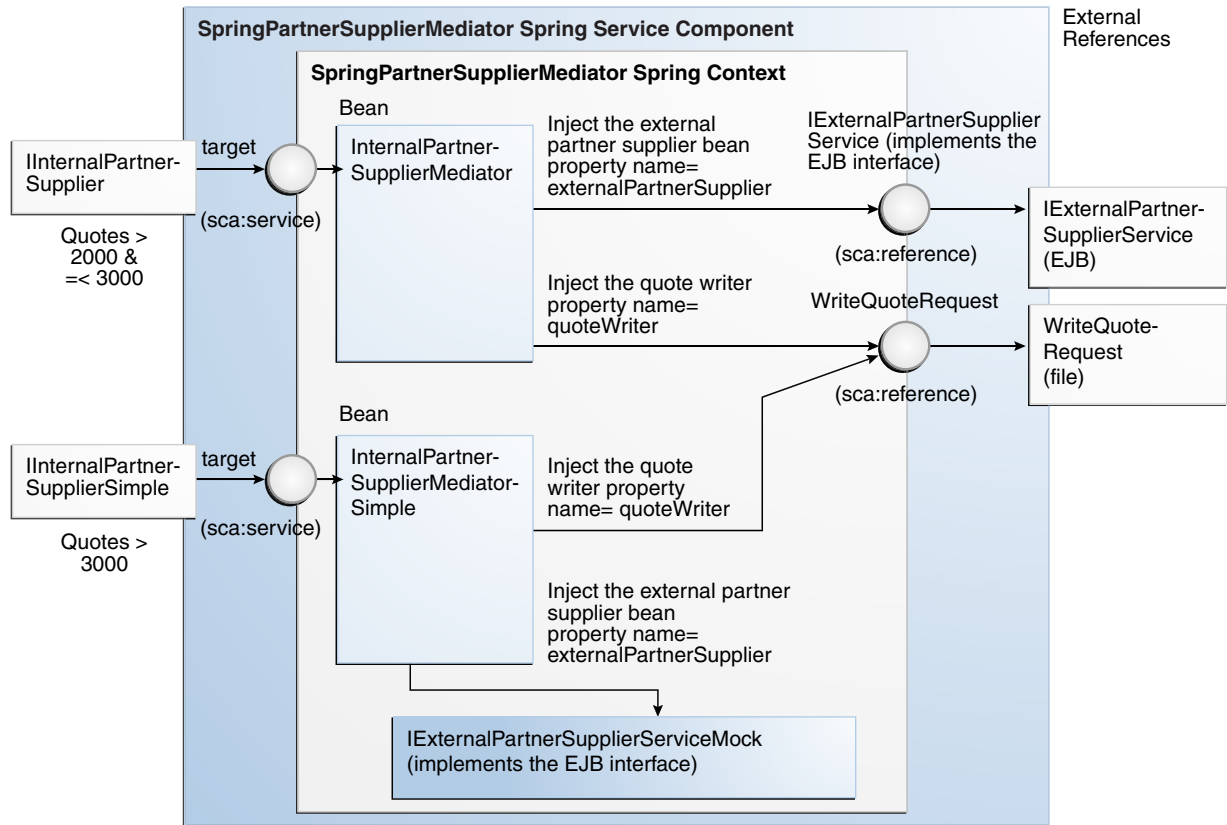 SpringPartnerSupplierMediator Spring Service Component
External
References
SpringPartnerSupplierMediator Spring Context
IInternalPartner-
Supplier
Quotes >
2000 &
=< 3000
target
(sca:service)
Bean
InternalPartner-
SupplierMediator
Inject the external
partner supplier bean
property name=
externalPartnerSupplier
IExternalPartnerSupplier
Service (implements the
EJB interface)
(sca:reference)
IExternalPartner-
SupplierService
(EJB)
Inject the quote writer
property name=
quoteWriter
WriteQuoteRequest
(sca:reference)
WriteQuote-
Request
(file)
IInternalPartner-
SupplierSimple
Quotes >
3000
target
(sca:service)
Bean
InternalPartner-
SupplierMediator-
Simple
Inject the quote
writer property
name= quoteWriter
Inject the external partner
supplier bean
property name=
externalPartnerSupplier
IExternalPartnerSupplierServiceMock
(implements the EJB interface)